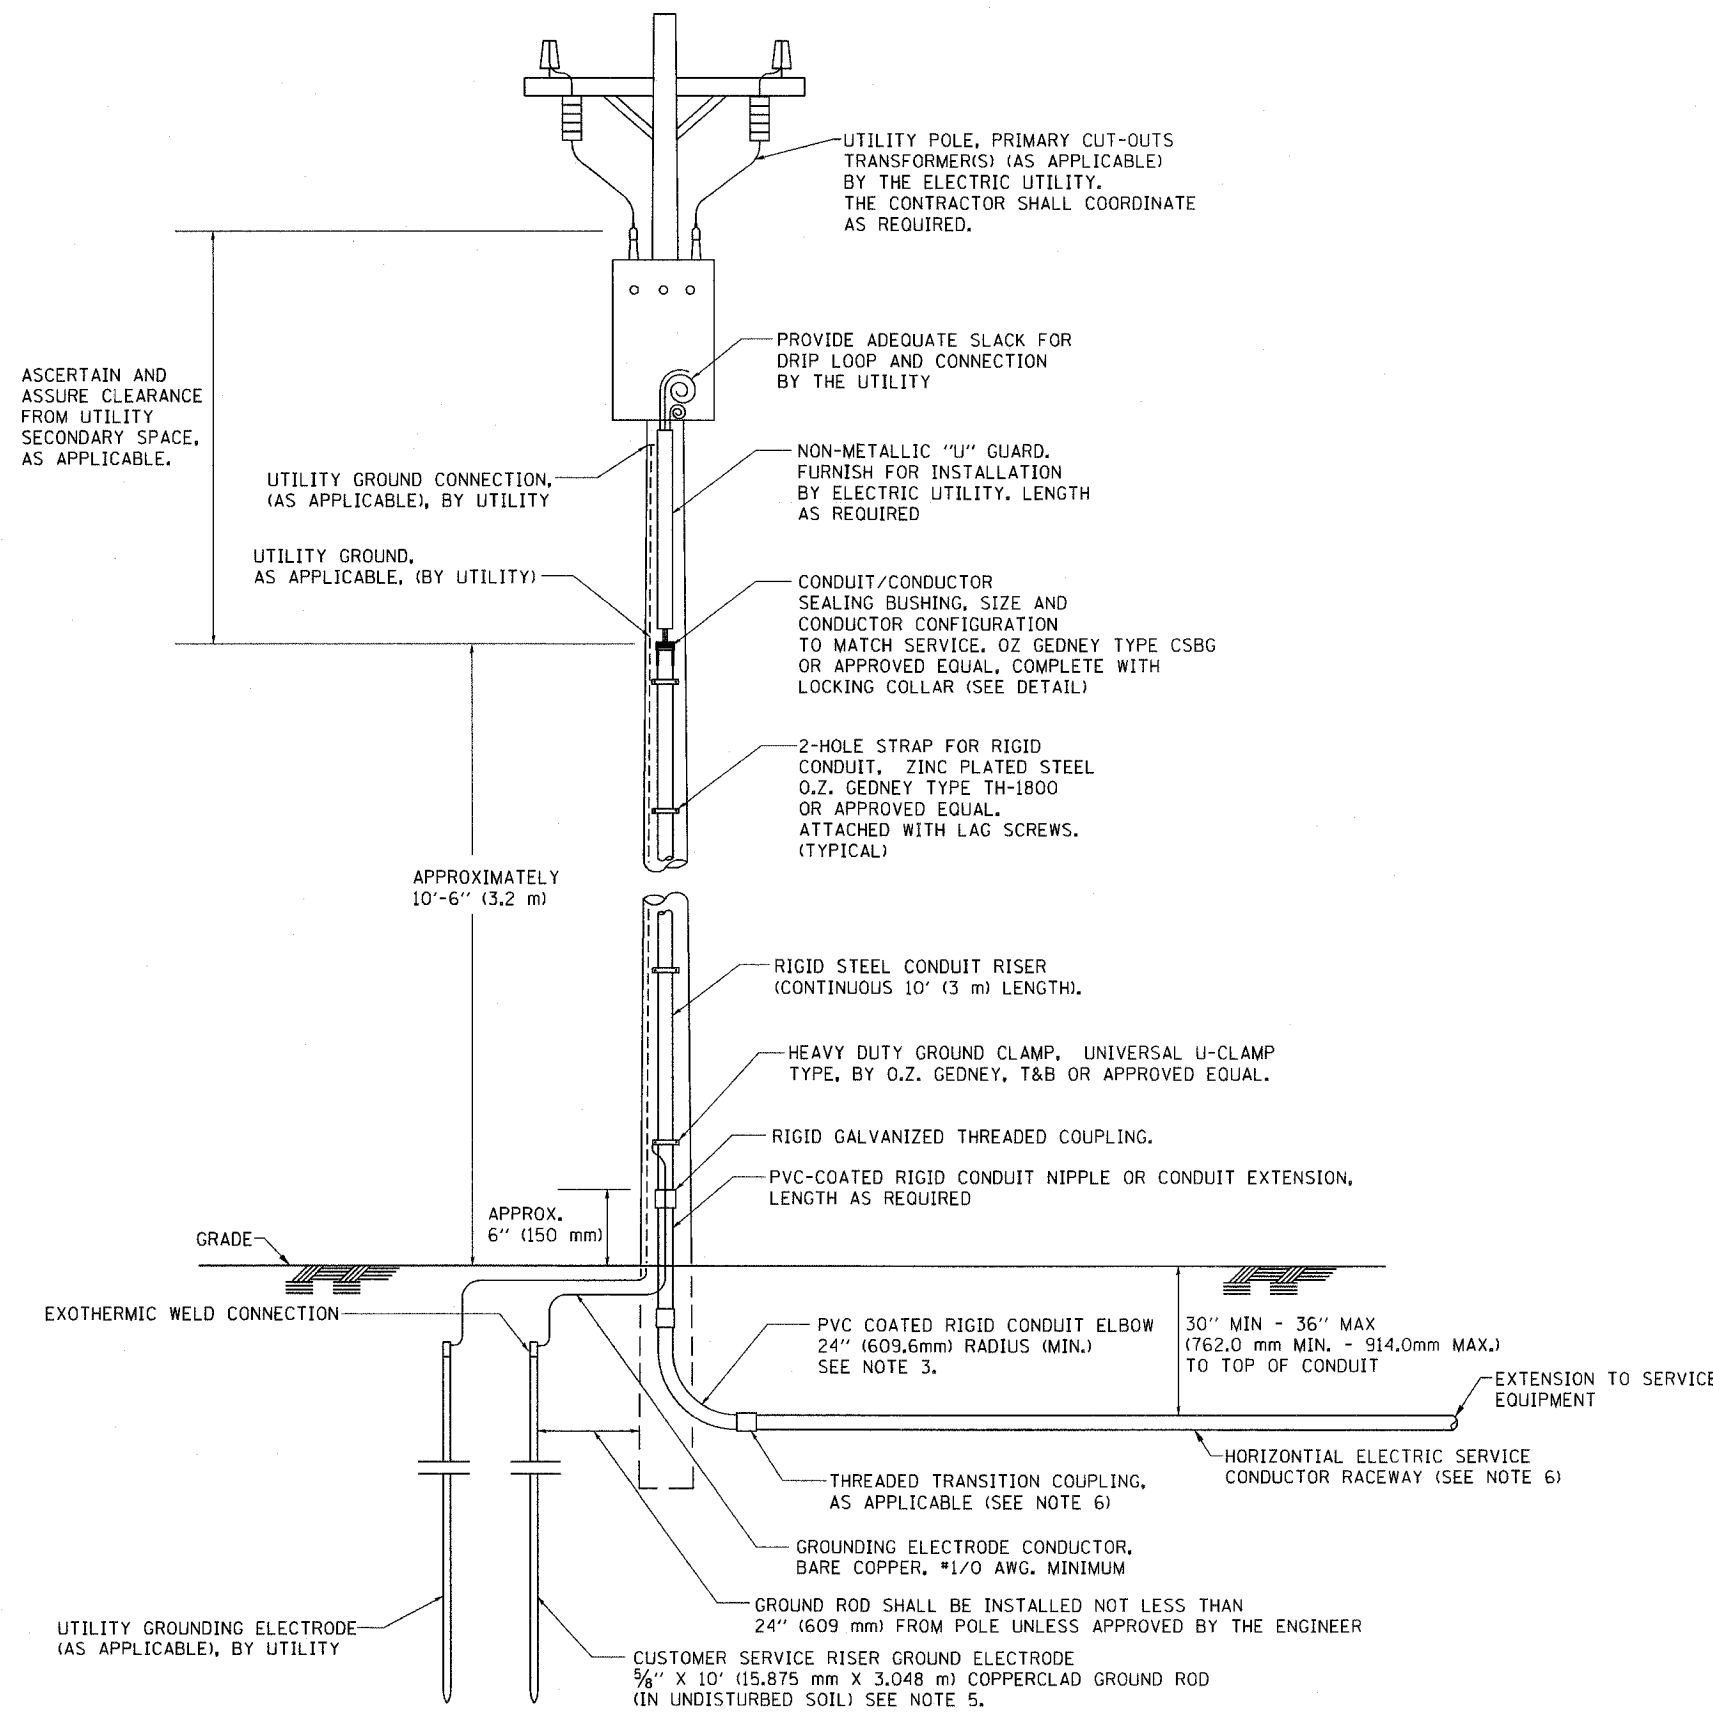 UTILITY POLE, PRIMARY CUT-OUTS
TRANSFORMER(S) (AS APPLICABLE)
BY THE ELECTRIC UTILITY.
THE CONTRACTOR SHALL COORDINATE
AS REQUIRED.
PROVIDE ADEQUATE SLACK FOR
DRIP LOOP AND CONNECTION
BY THE UTILITY
ASCERTAIN AND
ASSURE CLEARANCE
FROM UTILITY
SECONDARY SPACE,
AS APPLICABLE.
NON-METALLIC "U" GUARD.
FURNISH FOR INSTALLATION
BY ELECTRIC UTILITY. LENGTH
AS REQUIRED
UTILITY GROUND CONNECTION,
(AS APPLICABLE), BY UTILITY
UTILITY GROUND,
AS APPLICABLE, (BY UTILITY)
CONDUIT/CONDUCTOR
SEALING BUSHING, SIZE AND
CONDUCTOR CONFIGURATION
TO MATCH SERVICE. OZ GEDNEY TYPE CSBG
OR APPROVED EQUAL, COMPLETE WITH
LOCKING COLLAR (SEE DETAIL)
2-HOLE STRAP FOR RIGID
CONDUIT, ZINC PLATED STEEL
O.Z. GEDNEY TYPE TH-1800
OR APPROVED EQUAL.
ATTACHED WITH LAG SCREWS.
(TYPICAL)
APPROXIMATELY
10'-6" (3.2 m)
RIGID STEEL CONDUIT RISER
(CONTINUOUS 10' (3 m) LENGTH).
HEAVY DUTY GROUND CLAMP, UNIVERSAL U-CLAMP
TYPE, BY O.Z. GEDNEY, T&B OR APPROVED EQUAL.
RIGID GALVANIZED THREADED COUPLING.
PVC-COATED RIGID CONDUIT NIPPLE OR CONDUIT EXTENSION,
LENGTH AS REQUIRED
APPROX.
6" (150 mm)
GRADE
EXOTHERMIC WELD CONNECTION
PVC COATED RIGID CONDUIT ELBOW
24" (609.6mm) RADIUS (MIN.)
SEE NOTE 3.
30" MIN - 36" MAX
(762.0 mm MIN. - 914.0mm MAX.)
TO TOP OF CONDUIT
EXTENSION TO SERVICE
EQUIPMENT
HORIZONTIAL ELECTRIC SERVICE
CONDUCTOR RACEWAY (SEE NOTE 6)
THREADED TRANSITION COUPLING,
AS APPLICABLE (SEE NOTE 6)
GROUNDING ELECTRODE CONDUCTOR,
BARE COPPER, #1/0 AWG. MINIMUM
GROUND ROD SHALL BE INSTALLED NOT LESS THAN
24" (609 mm) FROM POLE UNLESS APPROVED BY THE ENGINEER
UTILITY GROUNDING ELECTRODE
(AS APPLICABLE), BY UTILITY
CUSTOMER SERVICE RISER GROUND ELECTRODE
5/8" X 10' (15.875 mm X 3.048 m) COPPERCLAD GROUND ROD
(IN UNDISTURBED SOIL) SEE NOTE 5.